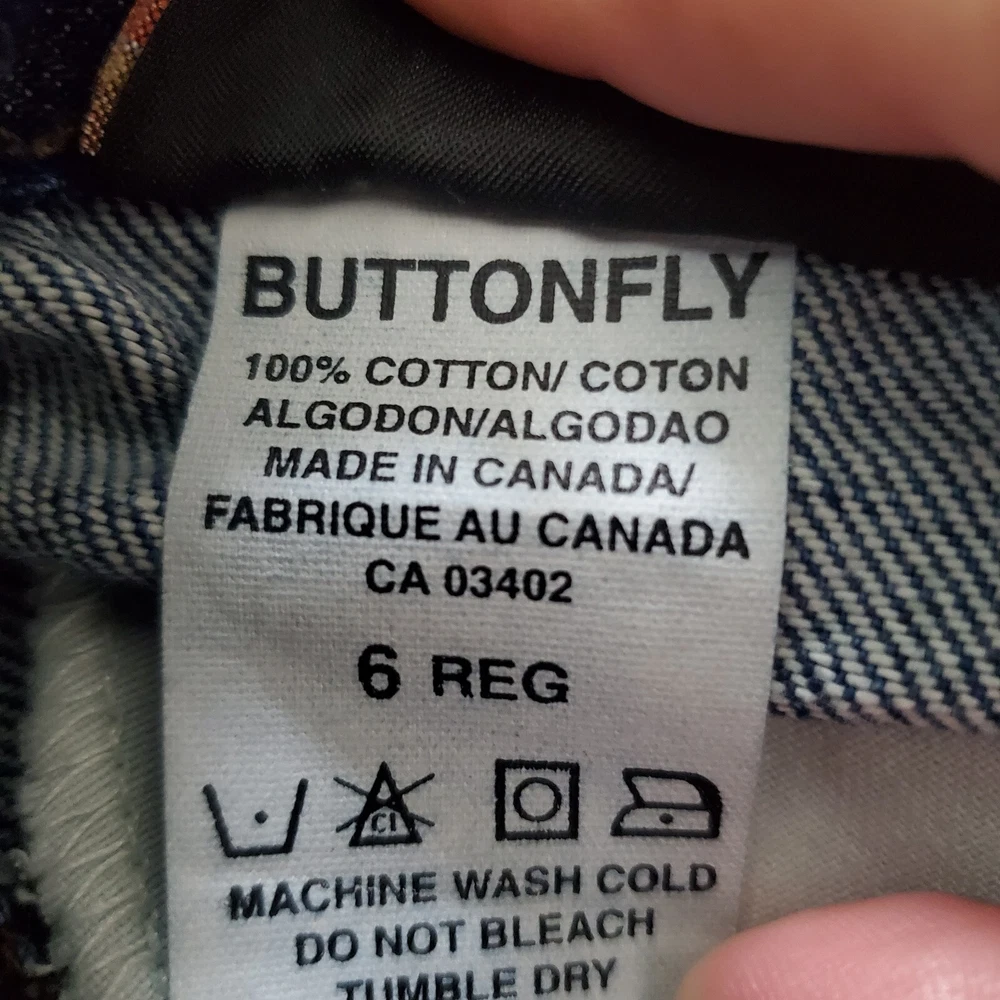 BUTTONFLY
100% COTTON/ COTON
ALGODON/ALGODAO
MADE IN CANADA/
FABRIQUE AU CANADA
CA 03402
6 REG
Cl
MACHINE WASH COLD
DO NOT BLEACH
TUMBLE DRY